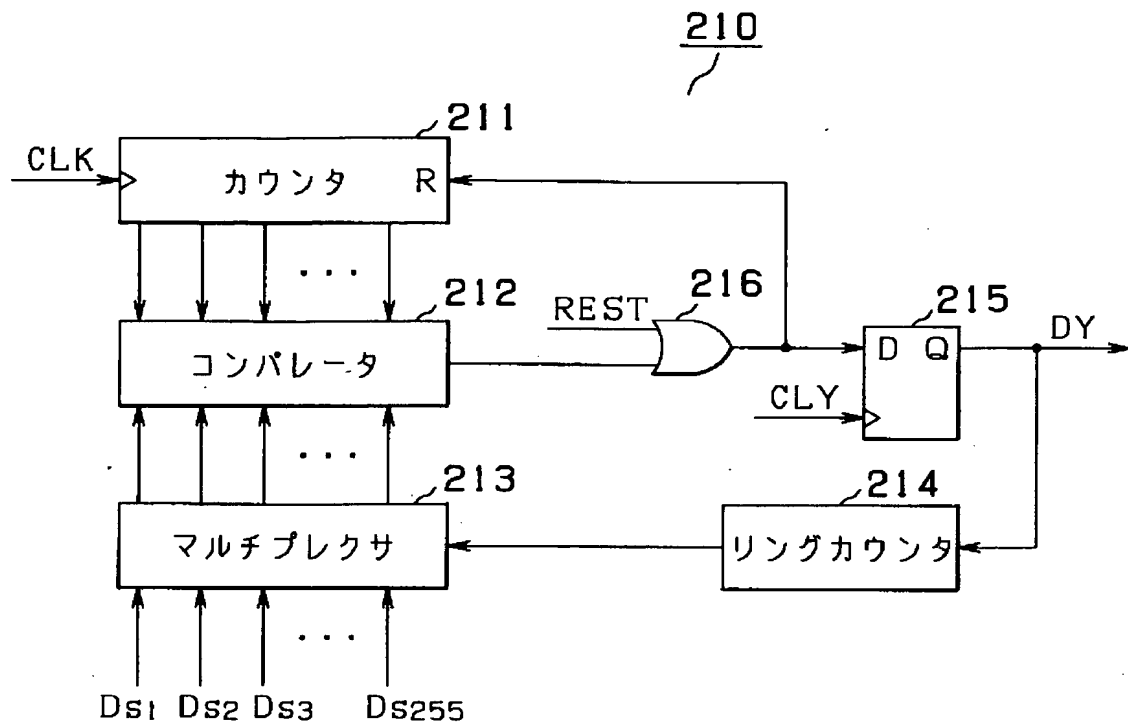 210
211
CLK
カウンタ R
212
216
REST
215
コンパレータ
D Q
DY
CLY
213
214
マルチプレクサ
リングカウンタ
Ds1 Ds2 Ds3 Ds255